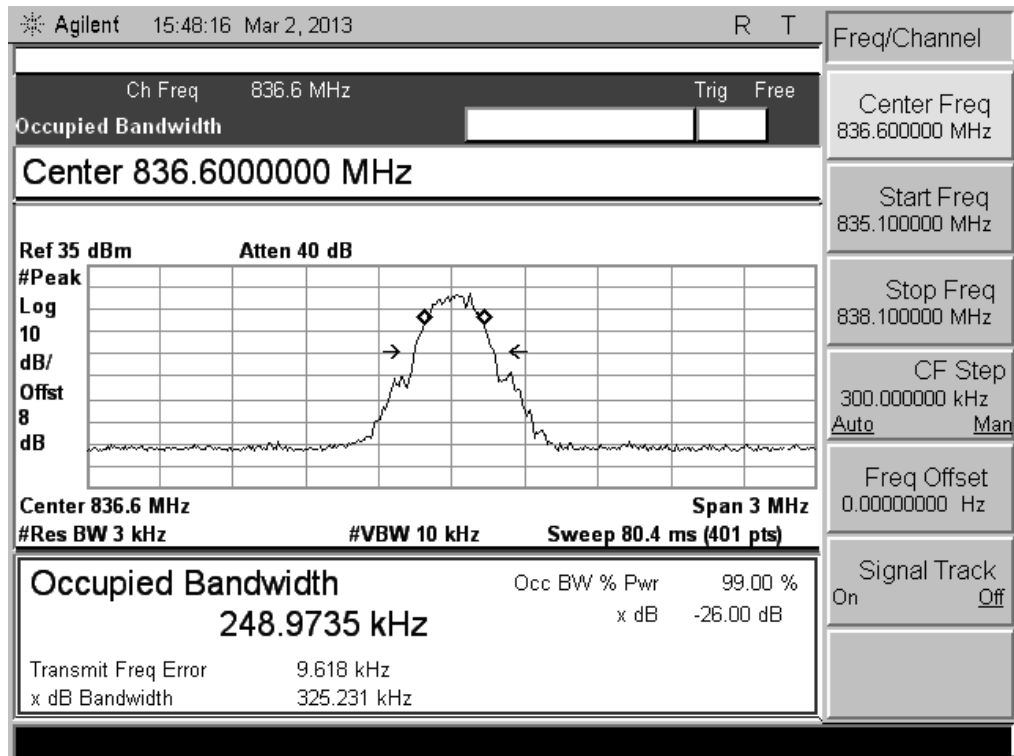 Agilent 15:48:16 Mar 2, 2013 R T
Ch Freq 836.6 MHz Trig Free
Occupied Bandwidth
Center 836.6000000 MHz
Ref 35 dBm Atten 40 dB
#Peak
Log
10
dB/
Offst
8
dB
Center 836.6 MHz Span 3 MHz
#Res BW 3 kHz #VBW 10 kHz Sweep 80.4 ms (401 pts)
Occupied Bandwidth Occ BW % Pwr 99.00 %
248.9735 kHz x dB -26.00 dB
Transmit Freq Error 9.618 kHz
x dB Bandwidth 325.231 kHz
Freq/Channel
Center Freq
836.600000 MHz
Start Freq
835.100000 MHz
Stop Freq
838.100000 MHz
CF Step
300.000000 kHz
Auto Man
Freq Offset
0.00000000 Hz
Signal Track
On Off